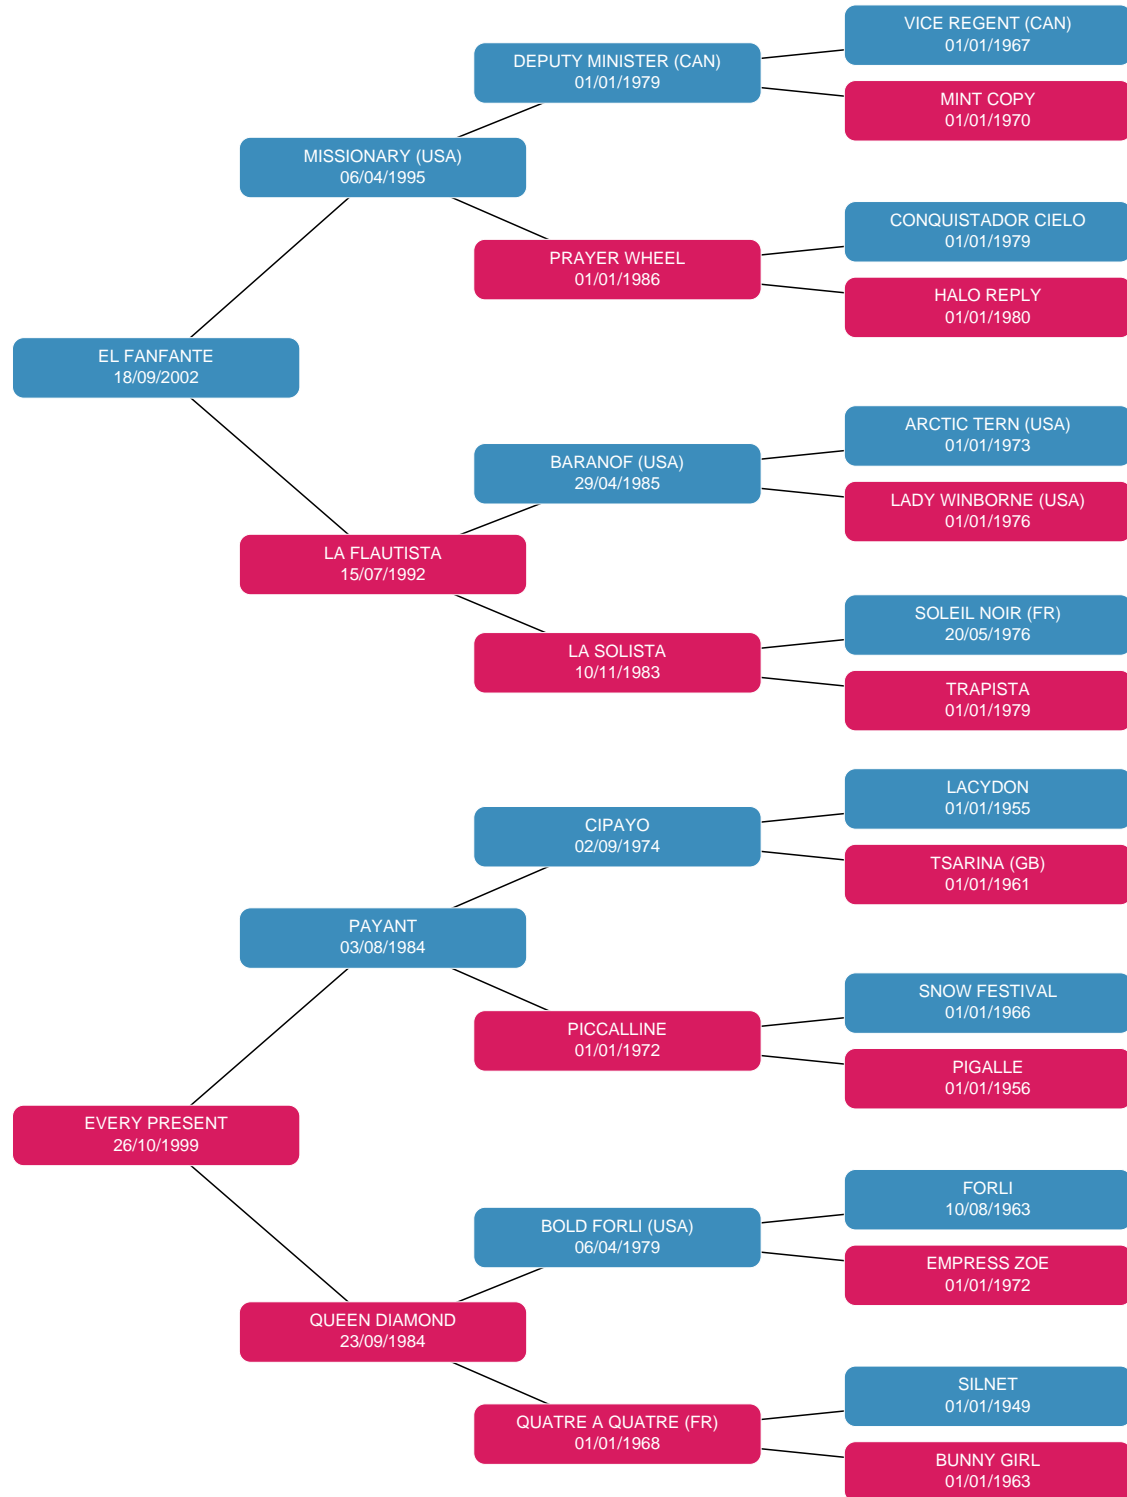 VICE REGENT (CAN)
01/01/1967
DEPUTY MINISTER (CAN)
01/01/1979
MINT COPY
01/01/1970
MISSIONARY (USA)
06/04/1995
CONQUISTADOR CIELO
01/01/1979
PRAYER WHEEL
01/01/1986
HALO REPLY
01/01/1980
EL FANFANTE
18/09/2002
ARCTIC TERN (USA)
01/01/1973
BARANOF (USA)
29/04/1985
LADY WINBORNE (USA)
01/01/1976
LA FLAUTISTA
15/07/1992
SOLEIL NOIR (FR)
20/05/1976
LA SOLISTA
10/11/1983
TRAPISTA
01/01/1979
LACYDON
01/01/1955
CIPAYO
02/09/1974
TSARINA (GB)
01/01/1961
PAYANT
03/08/1984
SNOW FESTIVAL
01/01/1966
PICCALLINE
01/01/1972
PIGALLE
01/01/1956
EVERY PRESENT
26/10/1999
FORLI
10/08/1963
BOLD FORLI (USA)
06/04/1979
EMPRESS ZOE
01/01/1972
QUEEN DIAMOND
23/09/1984
SILNET
01/01/1949
QUATRE A QUATRE (FR)
01/01/1968
BUNNY GIRL
01/01/1963